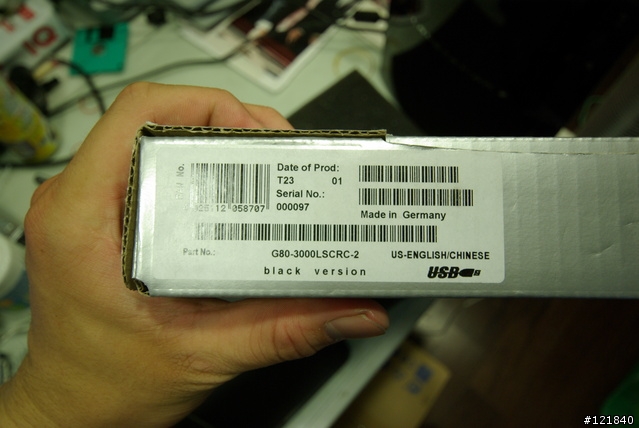 Date of Prod:
T23 01
Serial No.:
000097
Made in Germany
Part No.: G80-3000LSCRC-2 US-ENGLISH/CHINESE
black version
USB
#121840